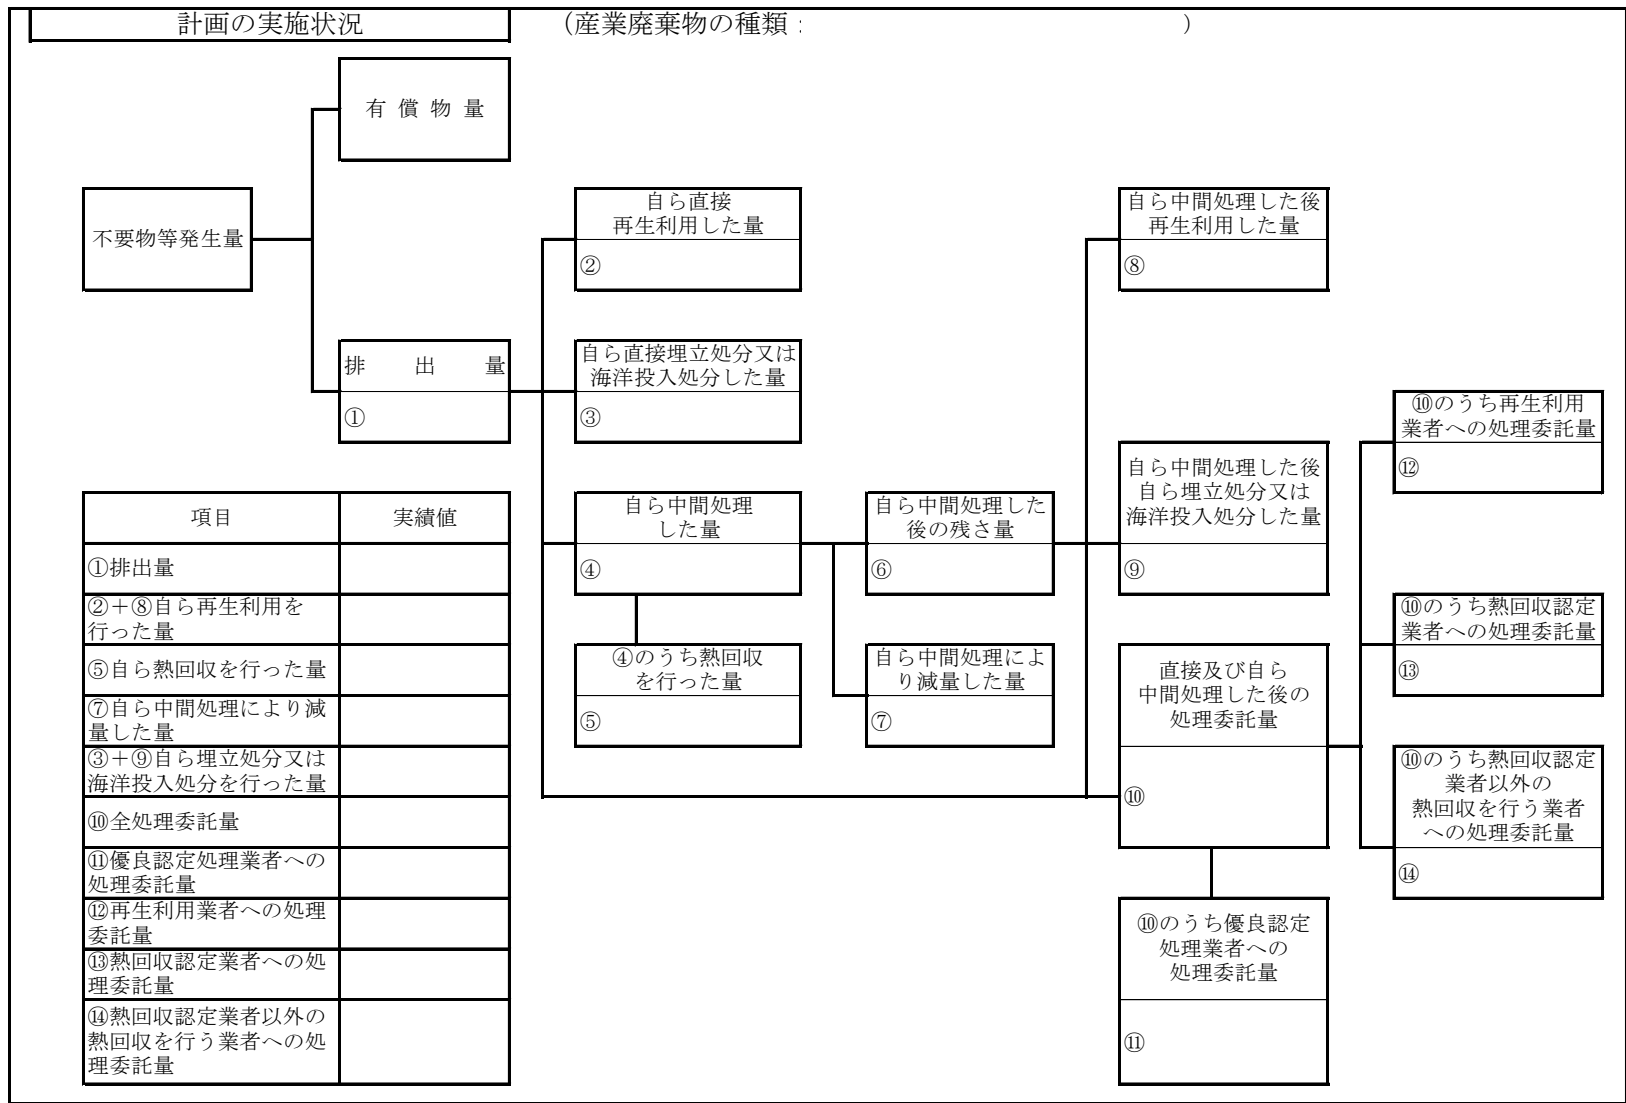 計画の実施状況
（産業廃棄物の種類：　　　　　　　　　　　　　　　　）
有償物量
不要物等発生量
自ら直接
再生利用した量
②
自ら中間処理した後
再生利用した量
⑧
排出量
①
自ら直接埋立処分又は
海洋投入処分した量
③
⑩のうち再生利用
業者への処理委託量
⑫
自ら中間処理
した量
④
自ら中間処理した
後の残さ量
⑥
自ら中間処理した後
自ら埋立処分又は
海洋投入処分した量
⑨
④のうち熱回収
を行った量
⑤
自ら中間処理によ
り減量した量
⑦
直接及び自ら
中間処理した後の
処理委託量
⑩
⑩のうち熱回収認定
業者への処理委託量
⑬
⑩のうち熱回収認定
業者以外の
熱回収を行う業者
への処理委託量
⑭
⑩のうち優良認定
処理業者への
処理委託量
⑪
項目　実績値
①排出量
②＋⑧自ら再生利用を
行った量
⑤自ら熱回収を行った量
⑦自ら中間処理により減
量した量
③＋⑨自ら埋立処分又は
海洋投入処分を行った量
⑩全処理委託量
⑪優良認定処理業者への
処理委託量
⑫再生利用業者への処理
委託量
⑬熱回収認定業者への処
理委託量
⑭熱回収認定業者以外の
熱回収を行う業者への処
理委託量